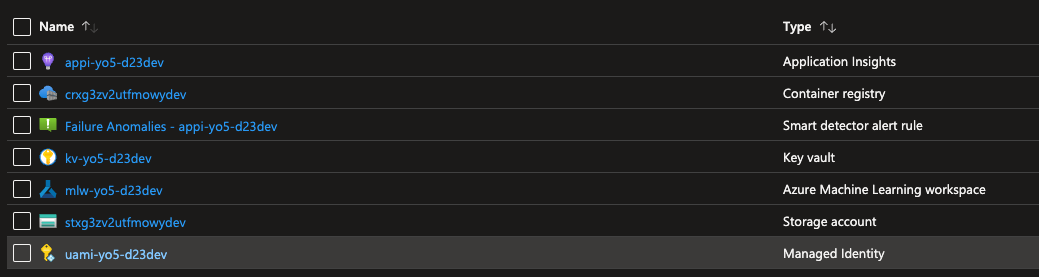 Name Type
appi-yo5-d23dev Application Insights
crxg3zv2utfmowydev Container registry
Failure Anomalies - appi-yo5-d23dev Smart detector alert rule
kv-yo5-d23dev Key vault
mlw-yo5-d23dev Azure Machine Learning workspace
stxg3zv2utfmowydev Storage account
uami-yo5-d23dev Managed Identity